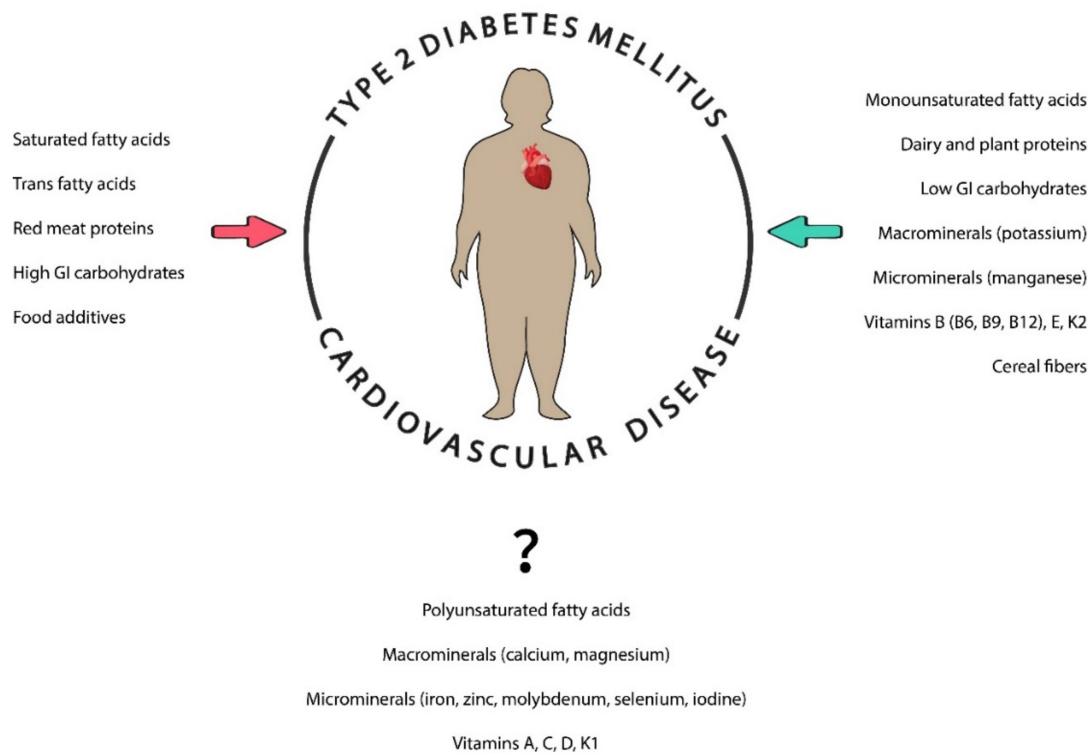 TYPE 2 DIABETES MELLITUS
Saturated fatty acids
Trans fatty acids
Red meat proteins
High GI carbohydrates
Food additives
Monounsaturated fatty acids
Dairy and plant proteins
Low GI carbohydrates
Macrominerals (potassium)
Microminerals (manganese)
Vitamins B (B6, B9, B12), E, K2
Cereal fibers
CARDIOVASCULAR DISEASE
?
Polyunsaturated fatty acids
Macrominerals (calcium, magnesium)
Microminerals (iron, zinc, molybdenum, selenium, iodine)
Vitamins A, C, D, K1